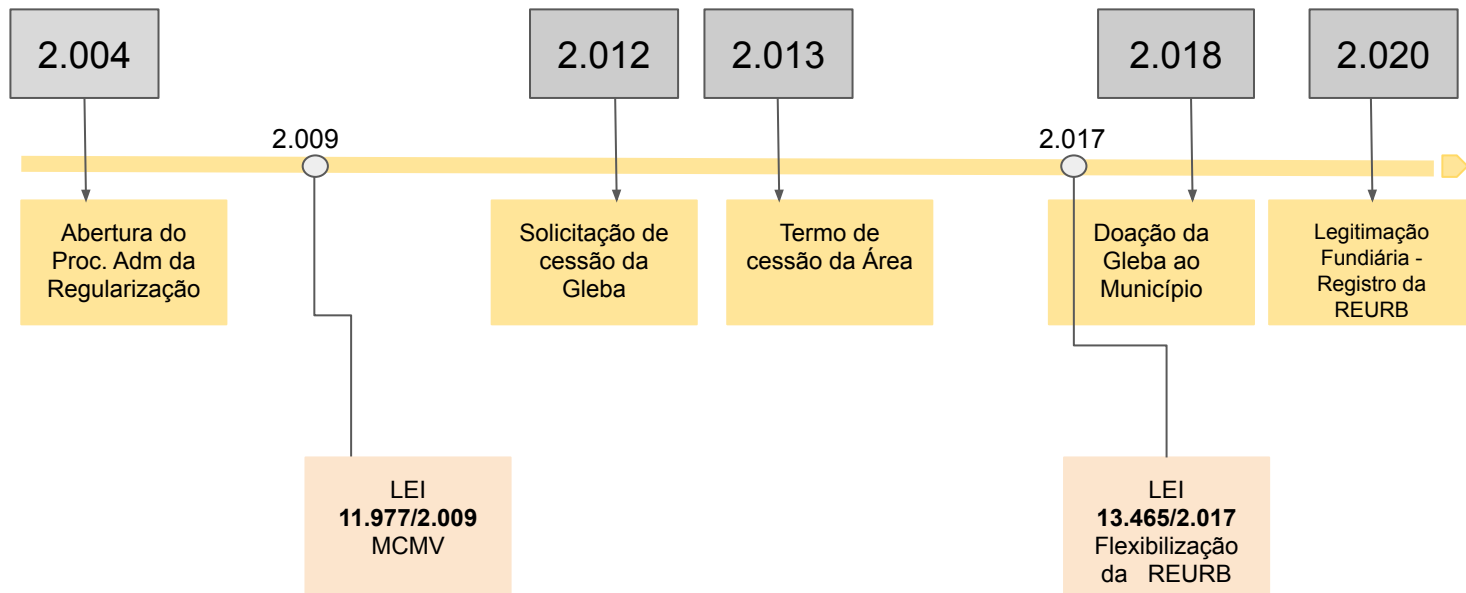 2.004
2.012
2.013
2.018
2.020
2.009
2.017
Abertura do
Proc. Adm da
Regularização
Solicitação de
cessão da
Gleba
Termo de
cessão da Área
Doação da
Gleba ao
Município
Legitimação
Fundiária -
Registro da
REURB
LEI
11.977/2.009
MCMV
LEI
13.465/2.017
Flexibilização
da REURB